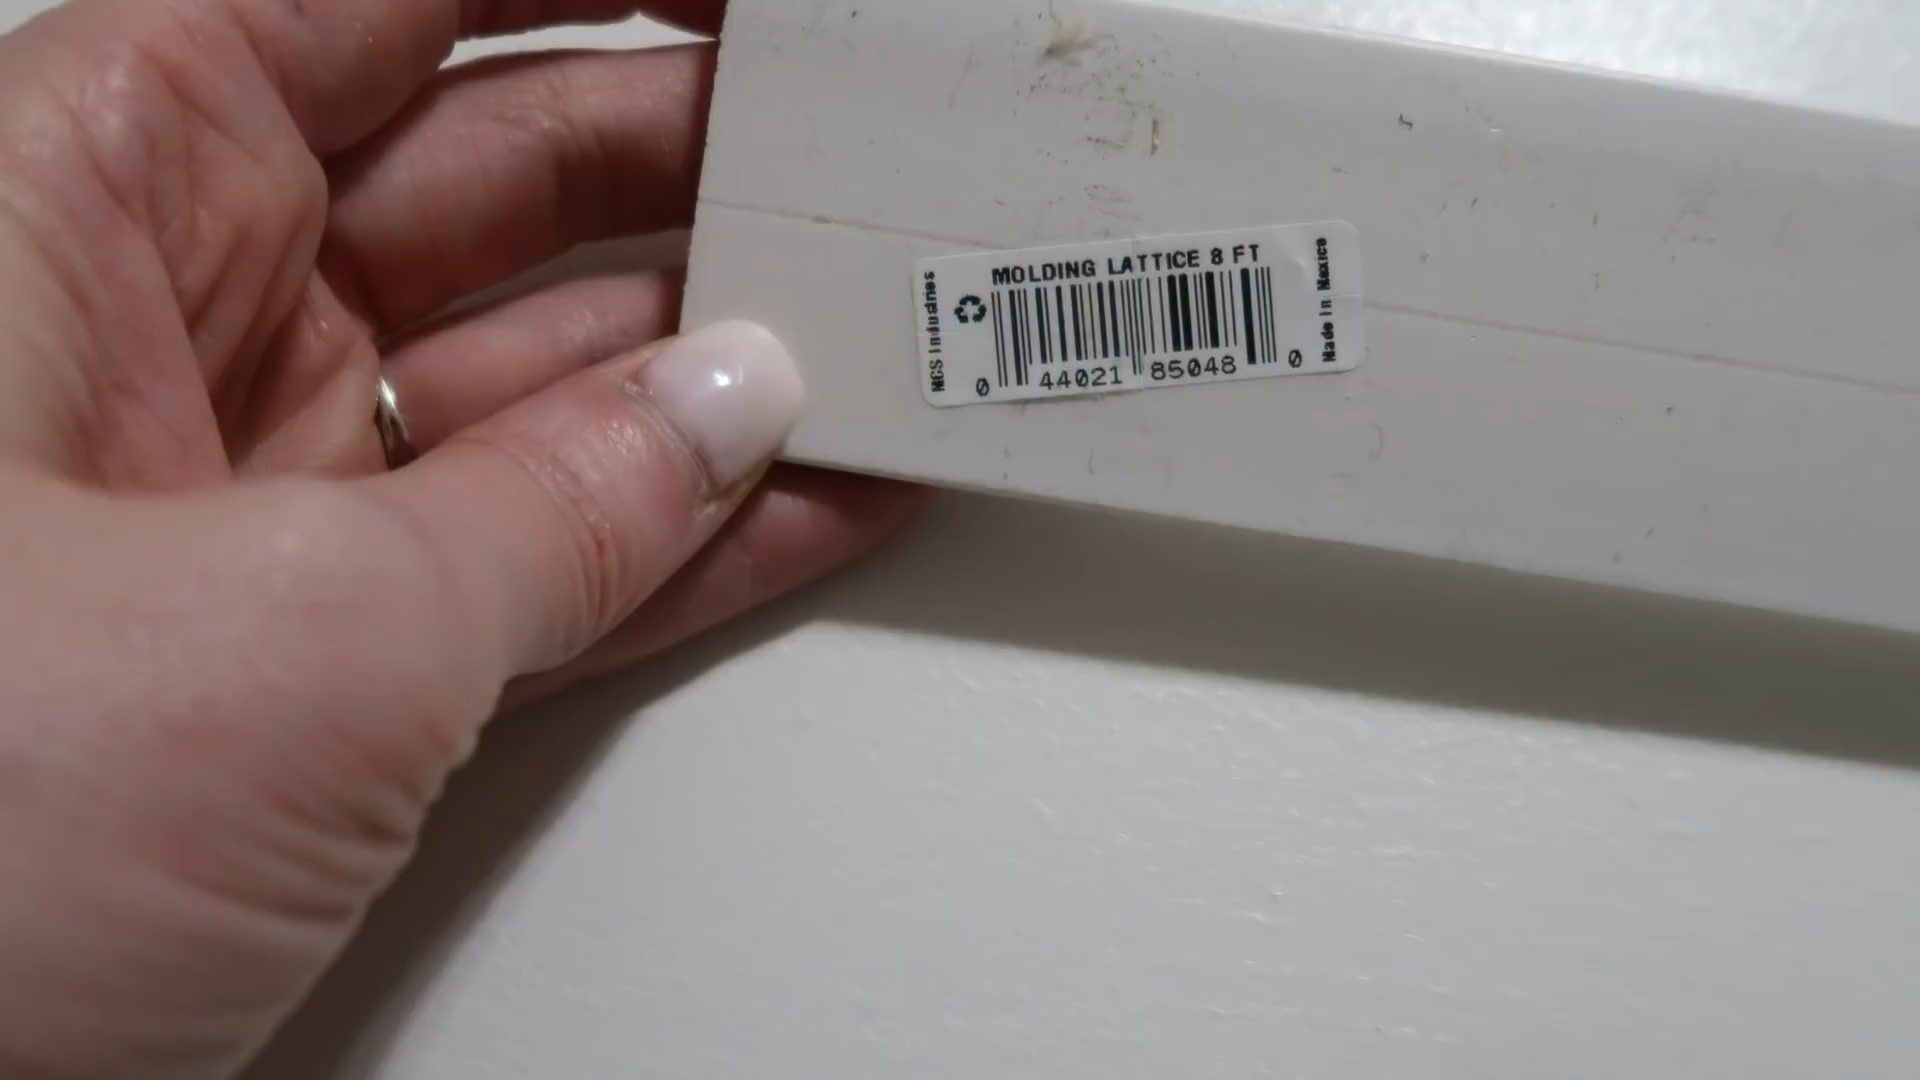 MOLDING LATTICE 8 FT
MCS Industries
0 44021 85048 0
Made in Mexico